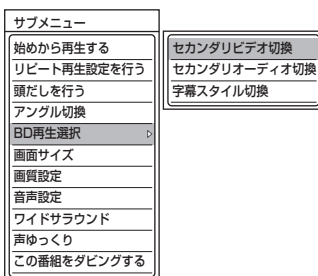 サブメニュー
始めから再生する
リピート再生設定を行う
頭だしを行う
アングル切換
BD再生選択
画面サイズ
画質設定
音声設定
ワイドサラウンド
声ゆっくり
この番組をダビングする
セカンダリビデオ切換
セカンダリオーディオ切換
字幕スタイル切換